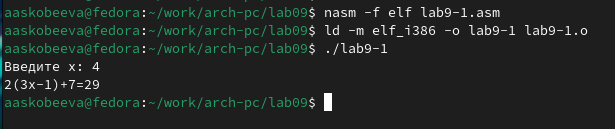 aaskobeeva@fedora:~/work/arch-pc/lab09$ nasm -f elf lab9-1.asm
aaskobeeva@fedora:~/work/arch-pc/lab09$ ld -m elf_i386 -o lab9-1 lab9-1.o
aaskobeeva@fedora:~/work/arch-pc/lab09$ ./lab9-1
Введите x: 4
2(3x-1)+7=29
aaskobeeva@fedora:~/work/arch-pc/lab09$